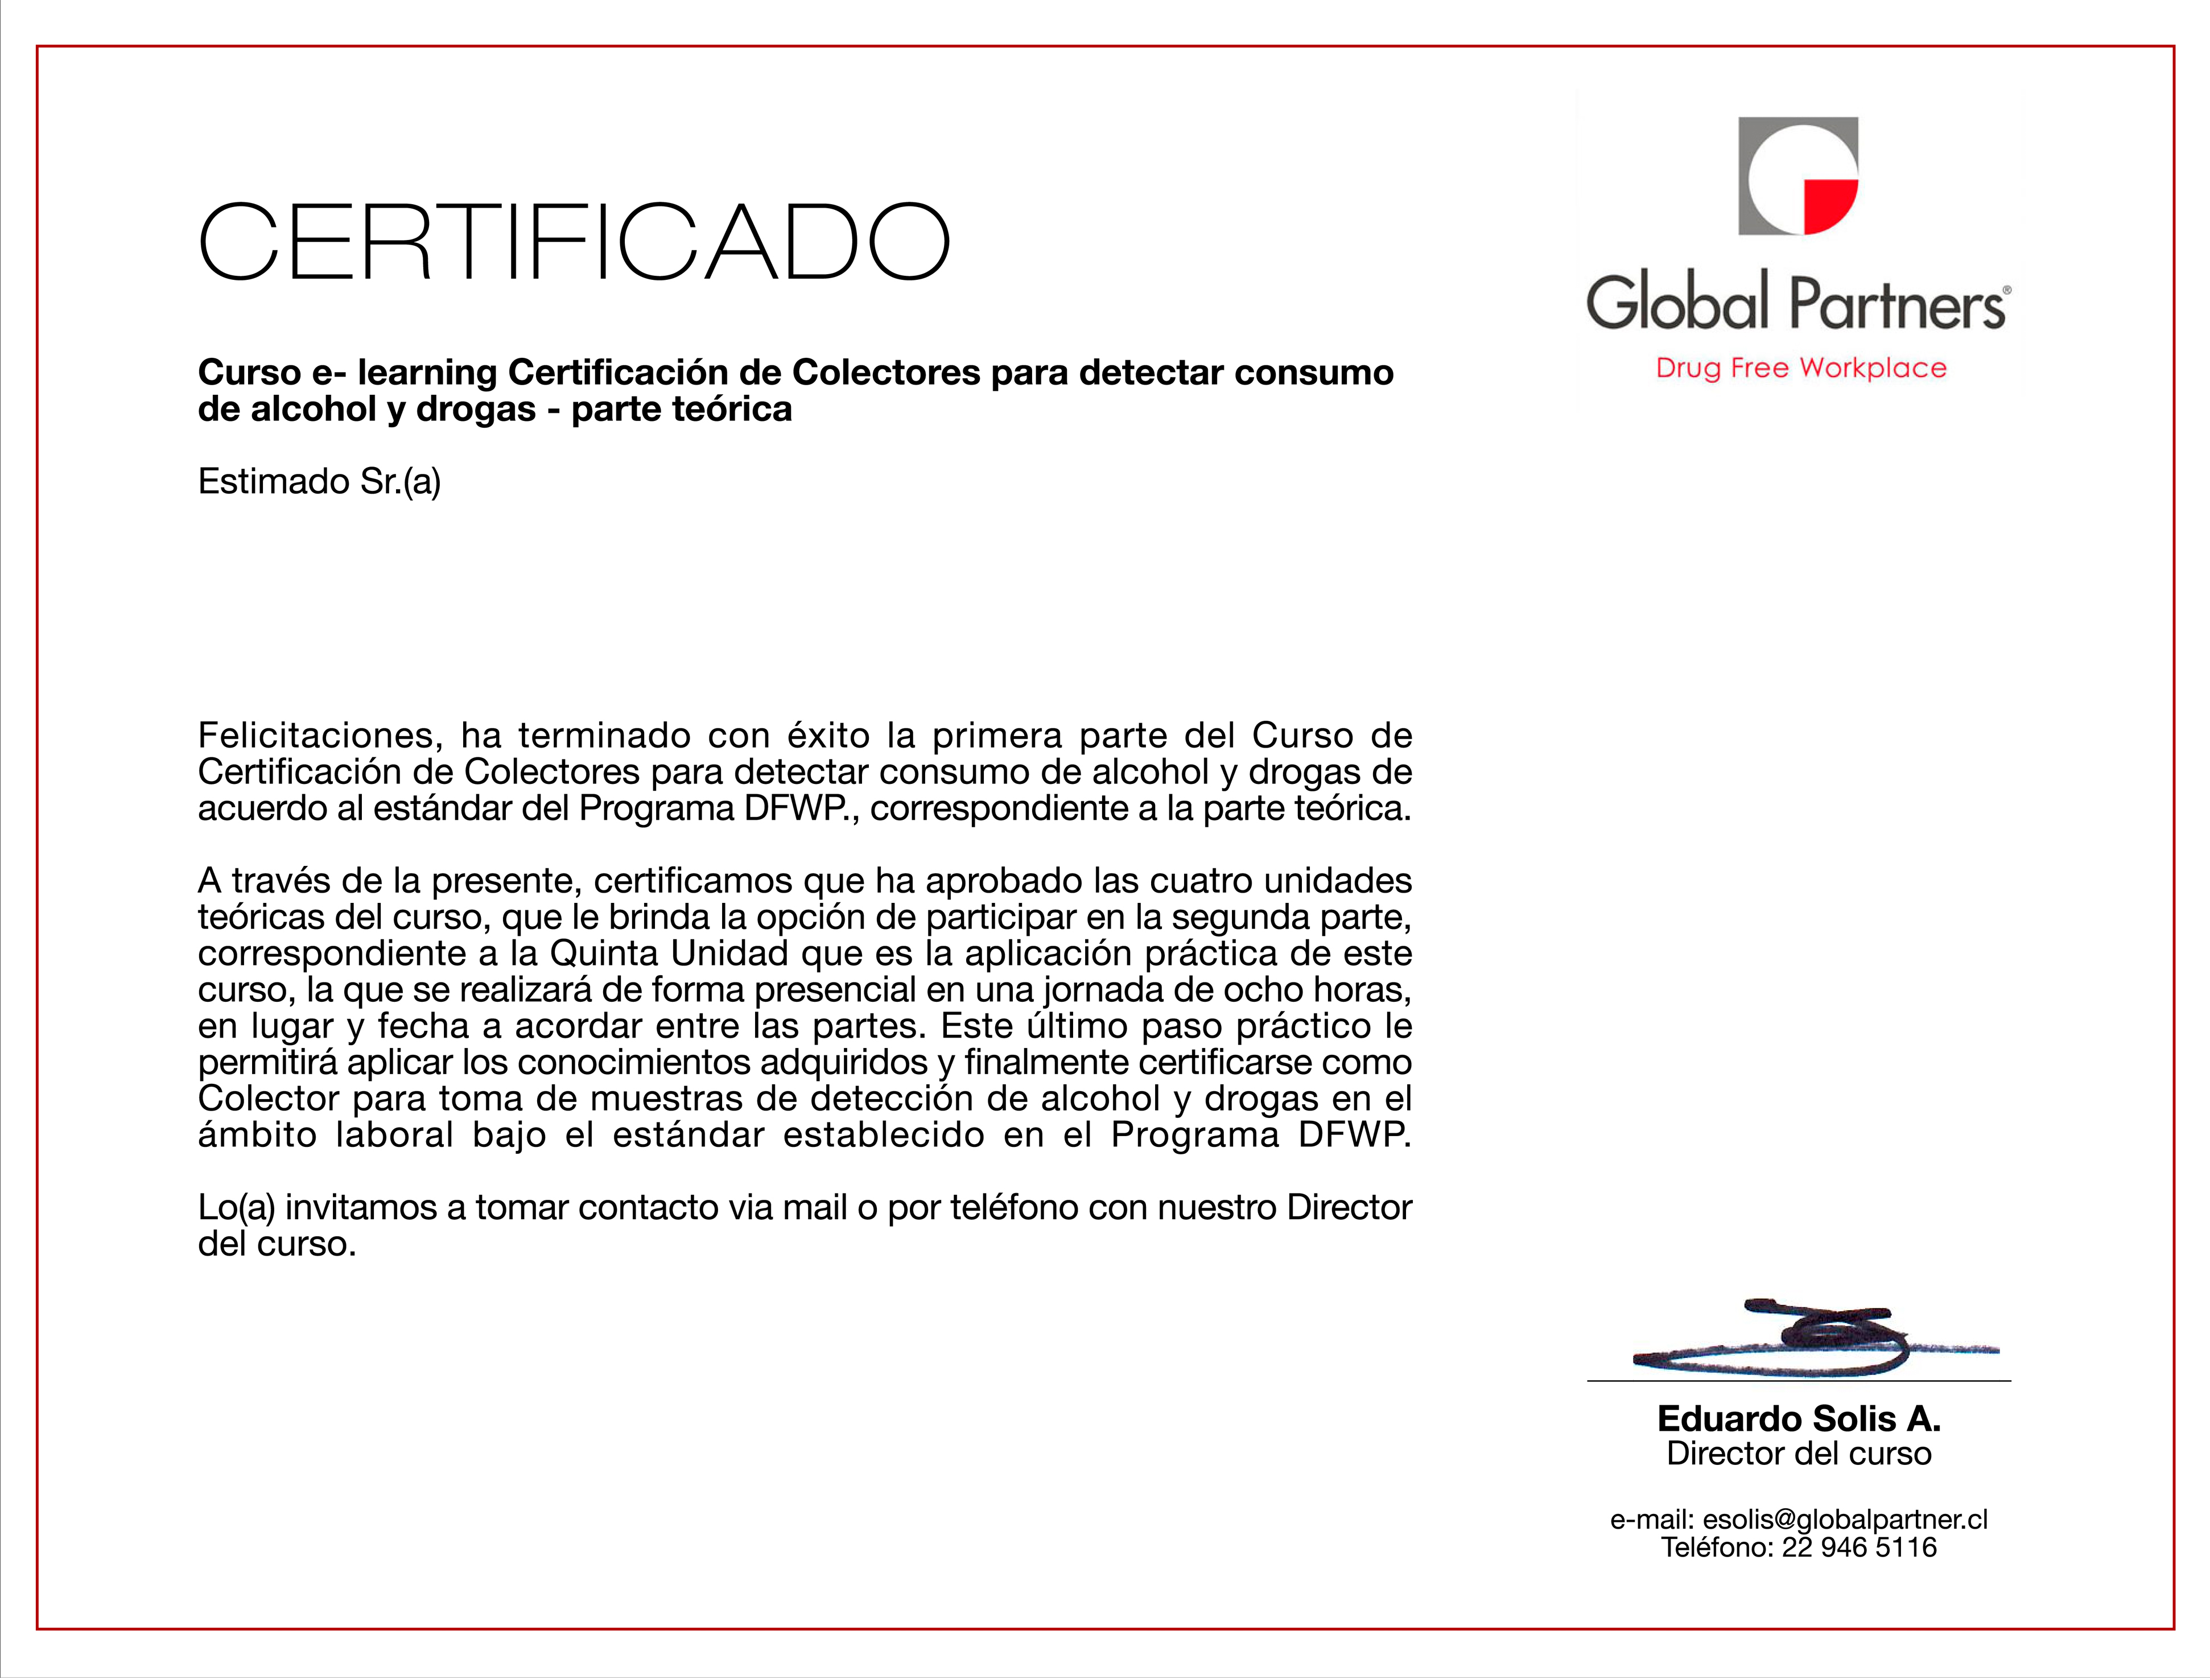 CERTIFICADO
Global Partners®
Drug Free Workplace
Curso e- learning Certificación de Colectores para detectar consumo
de alcohol y drogas - parte teórica
Estimado Sr.(a)
Felicitaciones, ha terminado con éxito la primera parte del Curso de
Certificación de Colectores para detectar consumo de alcohol y drogas de
acuerdo al estándar del Programa DFWP., correspondiente a la parte teórica.
A través de la presente, certificamos que ha aprobado las cuatro unidades
teóricas del curso, que le brinda la opción de participar en la segunda parte,
correspondiente a la Quinta Unidad que es la aplicación práctica de este
curso, la que se realizará de forma presencial en una jornada de ocho horas,
en lugar y fecha a acordar entre las partes. Este último paso práctico le
permitirá aplicar los conocimientos adquiridos y finalmente certificarse como
Colector para toma de muestras de detección de alcohol y drogas en el
ámbito laboral bajo el estándar establecido en el Programa DFWP.
Lo(a) invitamos a tomar contacto via mail o por teléfono con nuestro Director
del curso.
Eduardo Solis A.
Director del curso
e-mail: esolis@globalpartner.cl
Teléfono: 22 946 5116